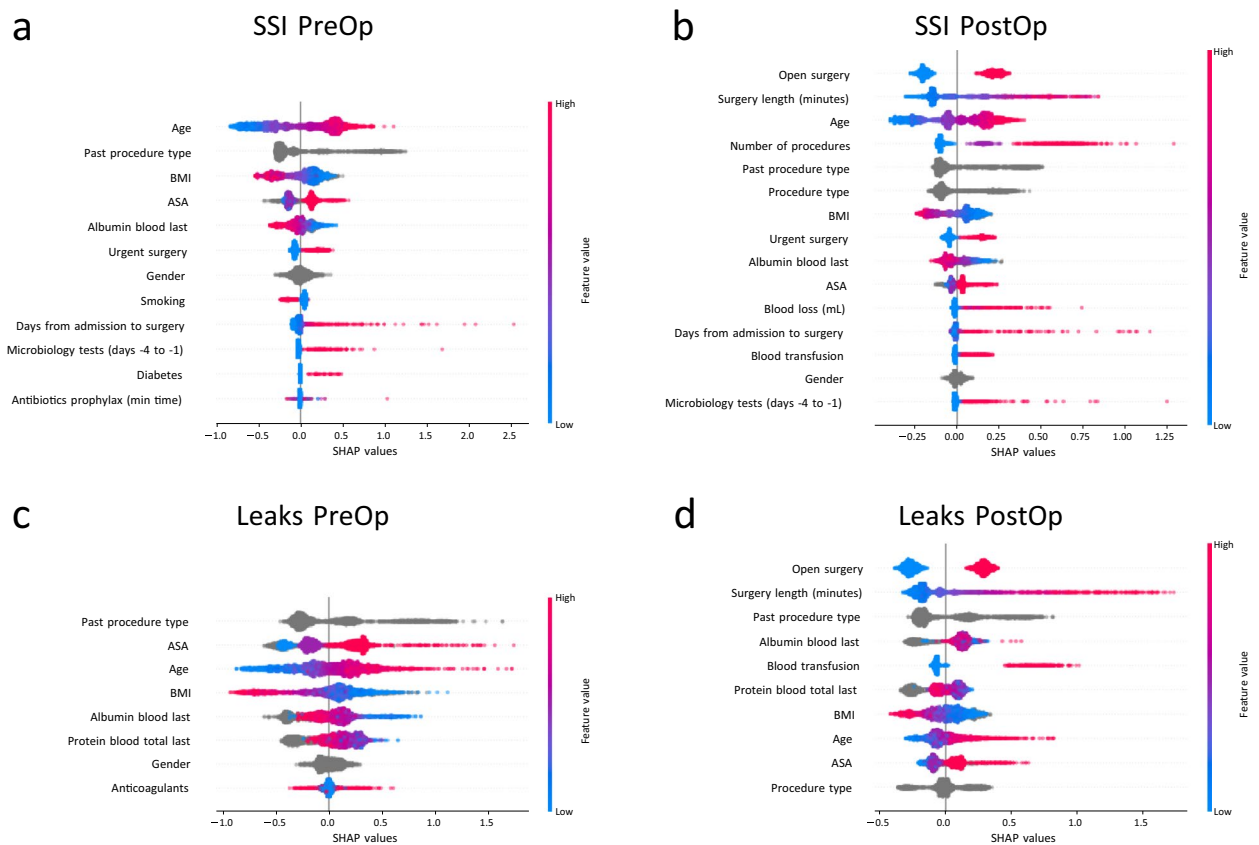 a
SSI PreOp
High
Age
Past procedure type
BMI
ASA
Albumin blood last
Urgent surgery
Gender
Smoking
Days from admission to surgery
Microbiology tests (days -4 to -1)
Diabetes
Antibiotics prophylax (min time)
Feature value
Low
−1.0 −0.5 0.0 0.5 1.0 1.5 2.0 2.5
SHAP values
b
SSI PostOp
High
Open surgery
Surgery length (minutes)
Age
Number of procedures
Past procedure type
Procedure type
BMI
Urgent surgery
Albumin blood last
ASA
Blood loss (mL)
Days from admission to surgery
Blood transfusion
Gender
Microbiology tests (days -4 to -1)
Feature value
Low
−0.25 0.00 0.25 0.50 0.75 1.00 1.25
SHAP values
c
Leaks PreOp
High
Past procedure type
ASA
Age
BMI
Albumin blood last
Protein blood total last
Gender
Anticoagulants
Feature value
Low
−1.0 −0.5 0.0 0.5 1.0 1.5
SHAP values
d
Leaks PostOp
High
Open surgery
Surgery length (minutes)
Past procedure type
Albumin blood last
Blood transfusion
Protein blood total last
BMI
Age
ASA
Procedure type
Feature value
Low
−0.5 0.0 0.5 1.0 1.5
SHAP values